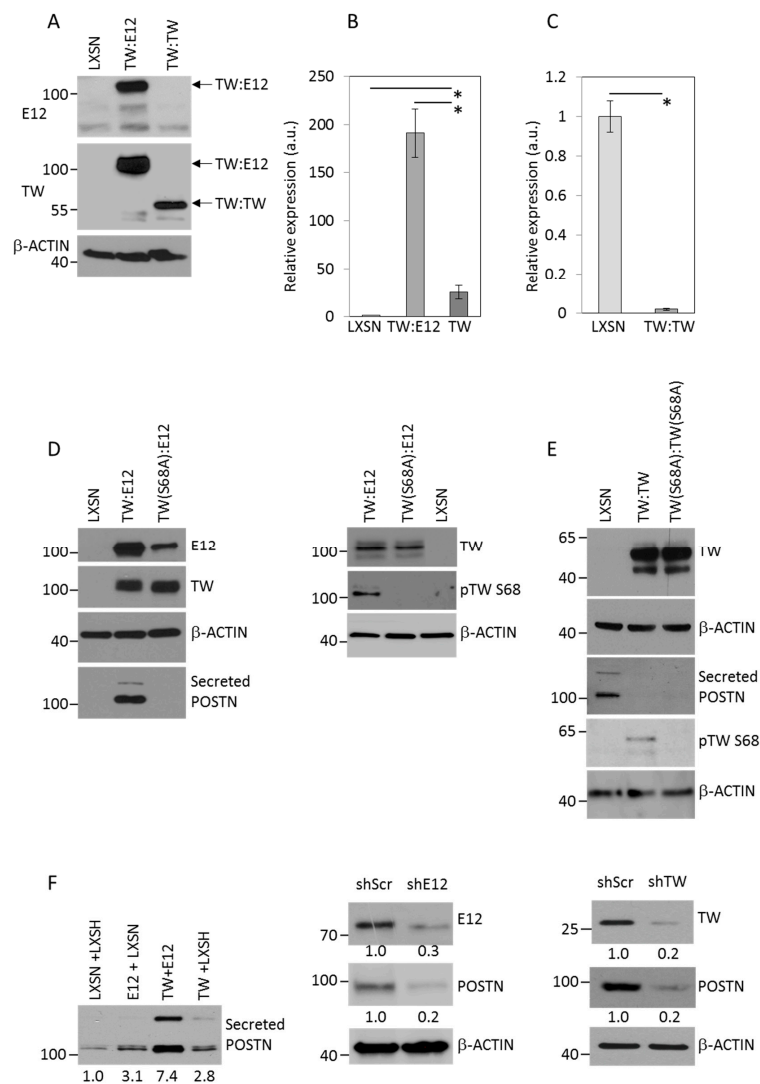 A
LXSN
TW:E12
TW:TW
100
E12
TW:E12
100
TW
55
TW:E12
TW:TW
β-ACTIN
40
B
Relative expression (a.u.)
250
200
150
100
50
0
*
*
LXSN TW:E12 TW
C
Relative expression (a.u.)
1.2
1
0.8
0.6
0.4
0.2
0
*
LXSN TW:TW
D
LXSN
TW:E12
TW(S68A):E12
100 E12
100 TW
40 β-ACTIN
100 Secreted
POSTN
TW:E12
TW(S68A):E12
LXSN
100 TW
100 pTW S68
40 β-ACTIN
E
LXSN
TW:TW
TW(S68A):TW(S68A)
65
TW
40
40 β-ACTIN
Secreted
100 POSTN
65
pTW S68
40 β-ACTIN
F
LXSN +LXSH
E12 + LXSN
TW+E12
TW +LXSH
Secreted
100 POSTN
1.0 3.1 7.4 2.8
shScr shE12
E12
70
1.0 0.3
100
POSTN
1.0 0.2
40 β-ACTIN
shScr shTW
TW
25
1.0 0.2
100
POSTN
1.0 0.2
40 β-ACTIN